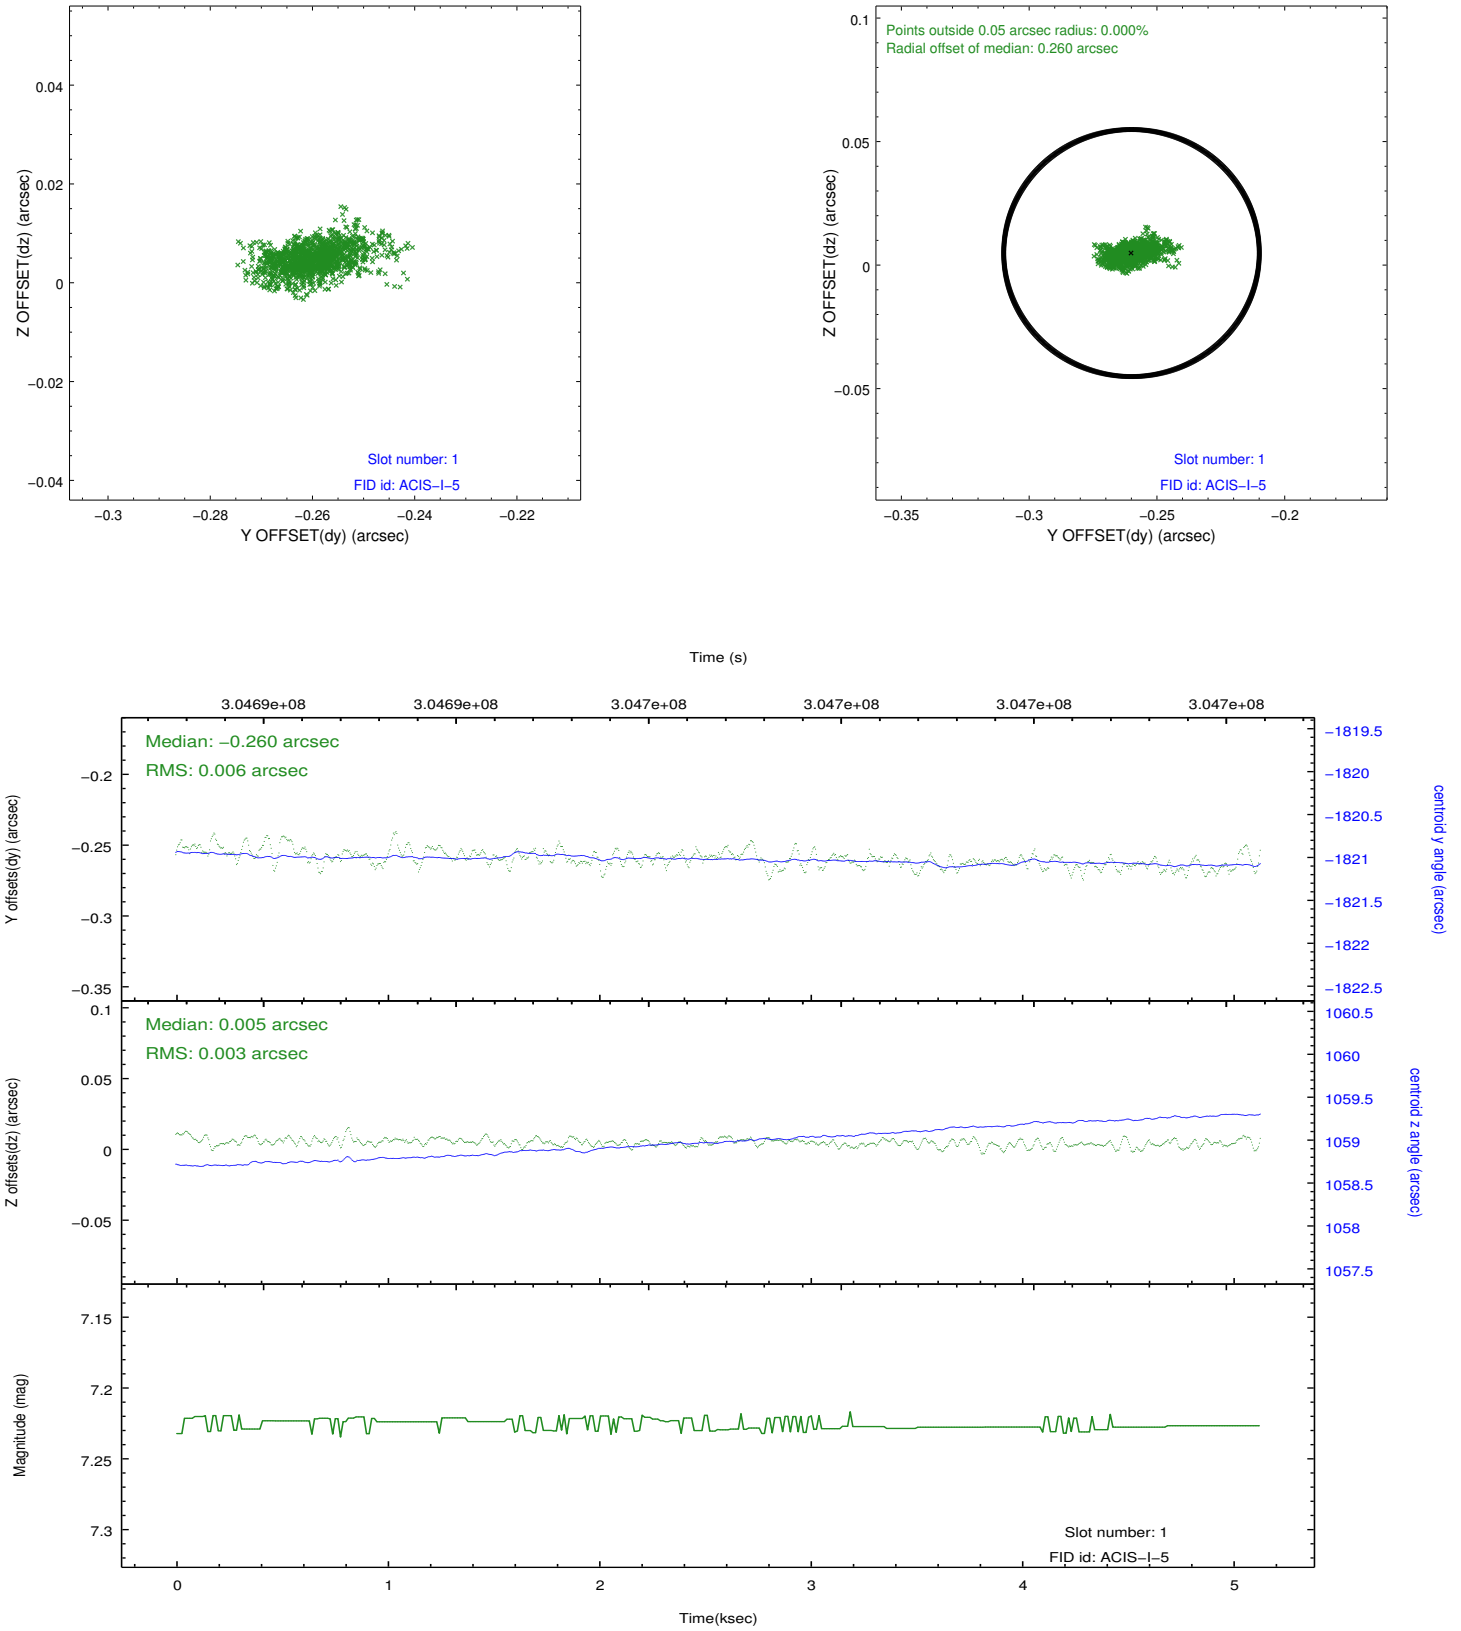 0.04
0.02
0
−0.02
−0.04
Z OFFSET(dz) (arcsec)
Slot number: 1
FID id: ACIS−I−5
−0.3
−0.28
−0.26
−0.24
−0.22
Y OFFSET(dy) (arcsec)
Points outside 0.05 arcsec radius: 0.000%
Radial offset of median: 0.260 arcsec
0.1
0.05
0
−0.05
Z OFFSET(dz) (arcsec)
Slot number: 1
FID id: ACIS−I−5
−0.35
−0.3
−0.25
−0.2
Y OFFSET(dy) (arcsec)
Time (s)
3.0469e+08
3.0469e+08
3.047e+08
3.047e+08
3.047e+08
3.047e+08
Median: −0.260 arcsec
RMS: 0.006 arcsec
−0.2
−0.25
−0.3
−0.35
Y offsets(dy) (arcsec)
−1819.5
−1820
−1820.5
−1821
−1821.5
−1822
−1822.5
centroid y angle (arcsec)
Median: 0.005 arcsec
RMS: 0.003 arcsec
0.1
0.05
0
−0.05
Z offsets(dz) (arcsec)
1060.5
1060
1059.5
1059
1058.5
1058
1057.5
centroid z angle (arcsec)
7.15
7.2
7.25
7.3
Magnitude (mag)
Slot number: 1
FID id: ACIS−I−5
0
1
2
3
4
5
Time(ksec)